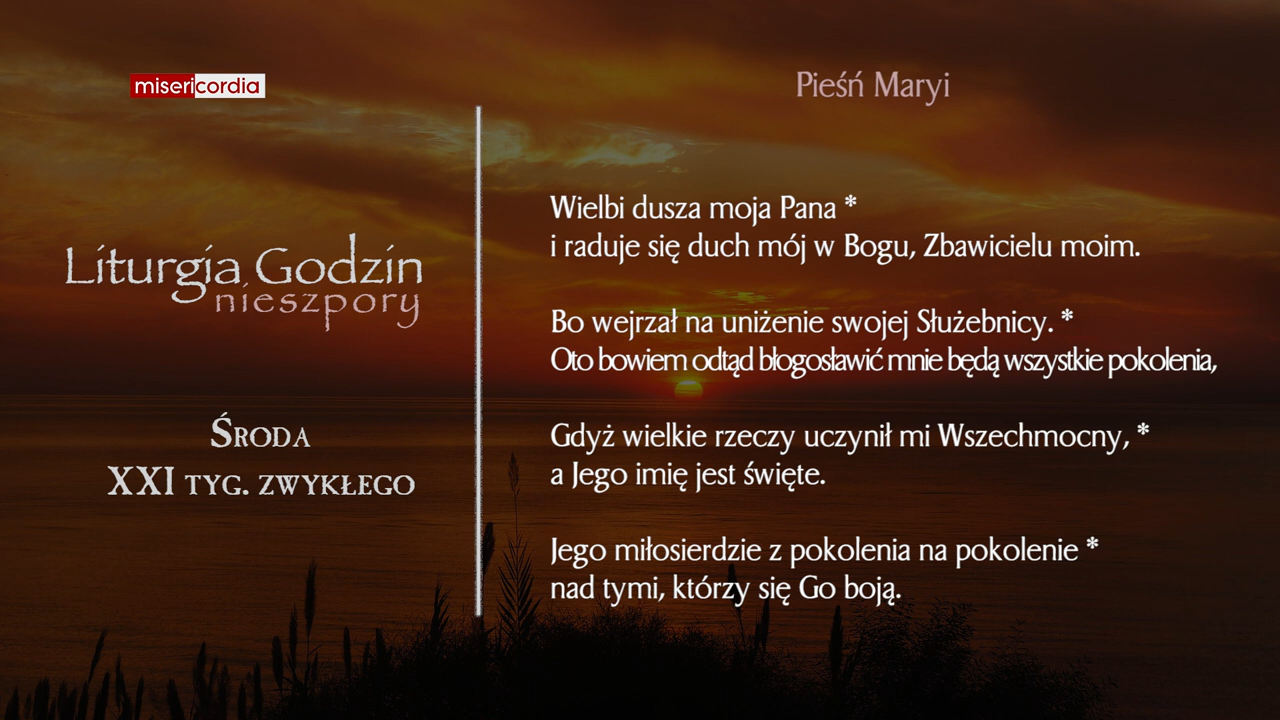 misericordia
Liturgia Godzin
nieszpory
Środa
XXI tyg. zwykłego
Pieśń Maryi
Wielbi dusza moja Pana *
i raduje się duch mój w Bogu, Zbawicielu moim.
Bo wejrzał na uniżenie swojej Służebnicy. *
Oto bowiem odtąd błogosławić mnie będą wszystkie pokolenia,
Gdyż wielkie rzeczy uczynił mi Wszechmocny, *
a Jego imię jest święte.
Jego miłosierdzie z pokolenia na pokolenie *
nad tymi, którzy się Go boją.